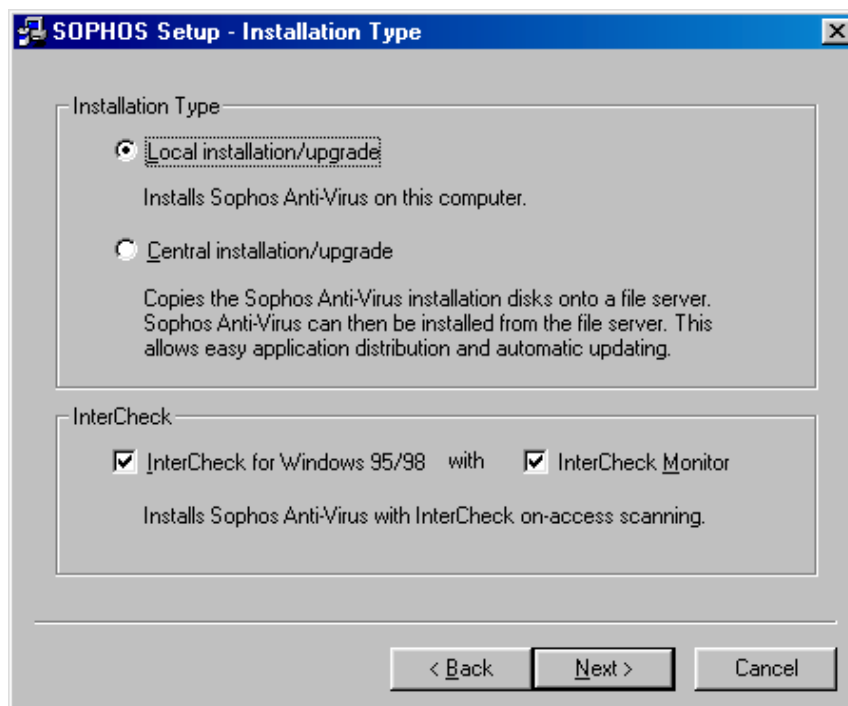 SOPHOS Setup - Installation Type
Installation Type
Local installation/upgrade
Installs Sophos Anti-Virus on this computer.
Central installation/upgrade
Copies the Sophos Anti-Virus installation disks onto a file server.
Sophos Anti-Virus can then be installed from the file server. This
allows easy application distribution and automatic updating.
InterCheck
InterCheck for Windows 95/98 with InterCheck Monitor
Installs Sophos Anti-Virus with InterCheck on-access scanning.
< Back Next > Cancel